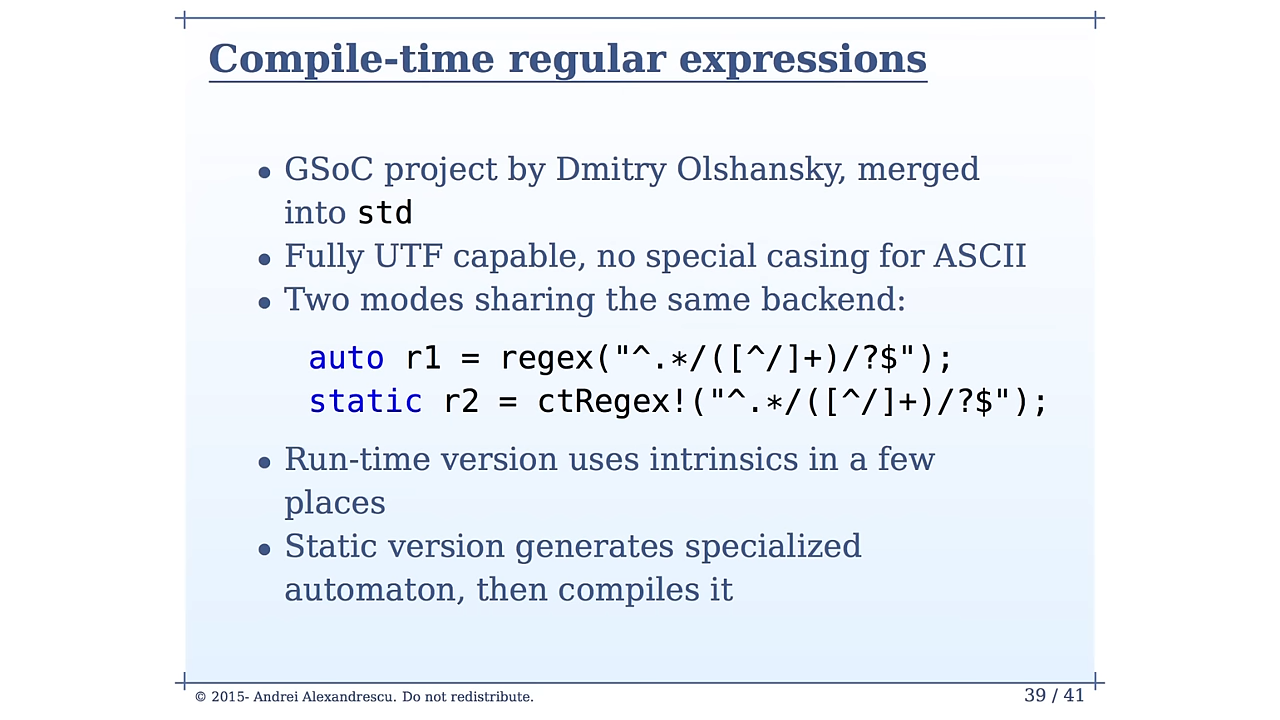 Compile-time regular expressions
• GSoC project by Dmitry Olshansky, merged
into std
• Fully UTF capable, no special casing for ASCII
• Two modes sharing the same backend:
auto r1 = regex("^.*/([^/]+)/?$");
static r2 = ctRegex!("^.*/([^/]+)/?$");
• Run-time version uses intrinsics in a few
places
• Static version generates specialized
automaton, then compiles it
© 2015- Andrei Alexandrescu. Do not redistribute.
39 / 41